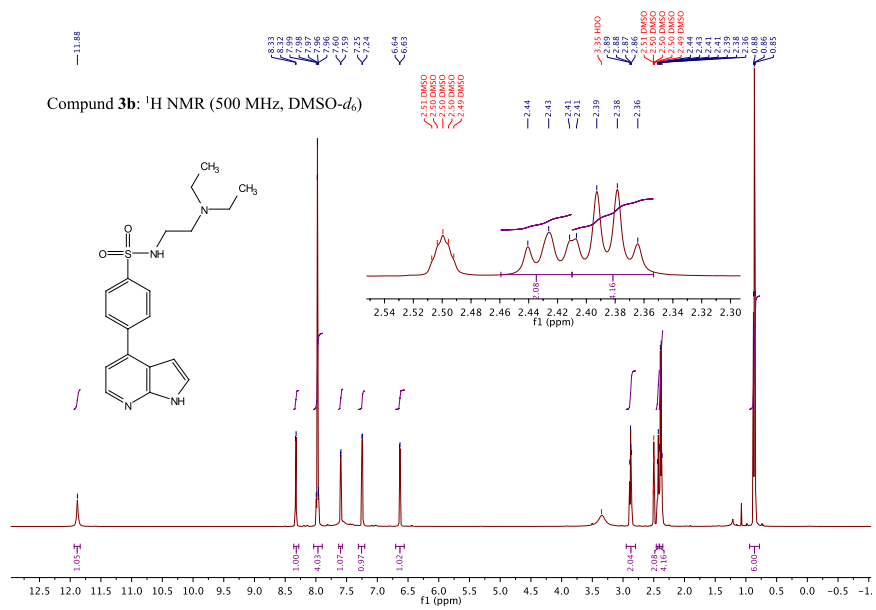 11.88
8.33
8.32
7.99
7.98
7.97
7.96
7.96
7.60
7.59
7.25
7.24
6.64
6.63
3.35 HDO
2.89
2.88
2.87
2.86
2.51 DMSO
2.50 DMSO
2.50 DMSO
2.50 DMSO
2.49 DMSO
2.44
2.43
2.41
2.41
2.39
2.38
2.36
0.88
0.86
0.85
Compund 3b: ¹H NMR (500 MHz, DMSO-d₆)
2.51 DMSO
2.50 DMSO
2.50 DMSO
2.50 DMSO
2.49 DMSO
2.44
2.43
2.41
2.41
2.39
2.38
2.36
CH₃
CH₃
N
O
O
S
NH
N
NH
2.08
4.16
2.54 2.52 2.50 2.48 2.46 2.44 2.42 2.40 2.38 2.36 2.34 2.32 2.30
f1 (ppm)
1.05
1.00
4.03
1.07
0.97
1.02
2.04
2.08
4.16
6.00
12.5 12.0 11.5 11.0 10.5 10.0 9.5 9.0 8.5 8.0 7.5 7.0 6.5 6.0 5.5 5.0 4.5 4.0 3.5 3.0 2.5 2.0 1.5 1.0 0.5 0.0 -0.5 -1.0
f1 (ppm)